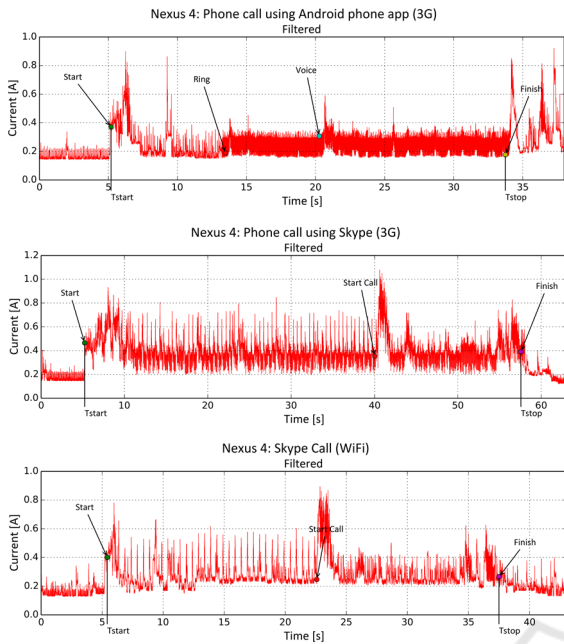 Nexus 4: Phone call using Android phone app (3G)
Filtered
1.0
0.8
0.6
0.4
0.2
0.0
Current [A]
Start
Ring
Voice
Finish
0 5 10 15 20 25 30 35
Tstart
Time [s]
Tstop
Nexus 4: Phone call using Skype (3G)
Filtered
1.2
1.0
0.8
0.6
0.4
0.2
0.0
Current [A]
Start
Start Call
Finish
0 10 20 30 40 50 60
Tstart
Time [s]
Tstop
Nexus 4: Skype Call (WiFi)
Filtered
1.0
0.8
0.6
0.4
0.2
0.0
Current [A]
Start
Start Call
Finish
0 5 10 15 20 25 30 35 40
Tstart
Time [s]
Tstop